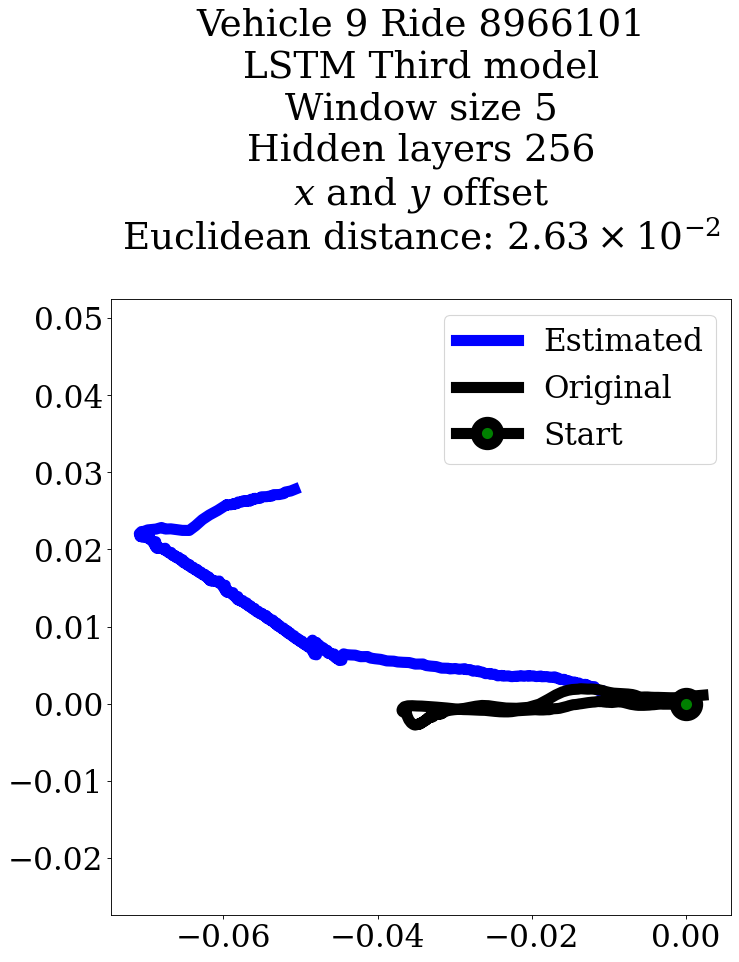 Vehicle 9 Ride 8966101
LSTM Third model
Window size 5
Hidden layers 256
x and y offset
Euclidean distance: 2.63 × 10⁻²
Estimated
Original
Start
0.05
0.04
0.03
0.02
0.01
0.00
−0.01
−0.02
−0.06
−0.04
−0.02
0.00